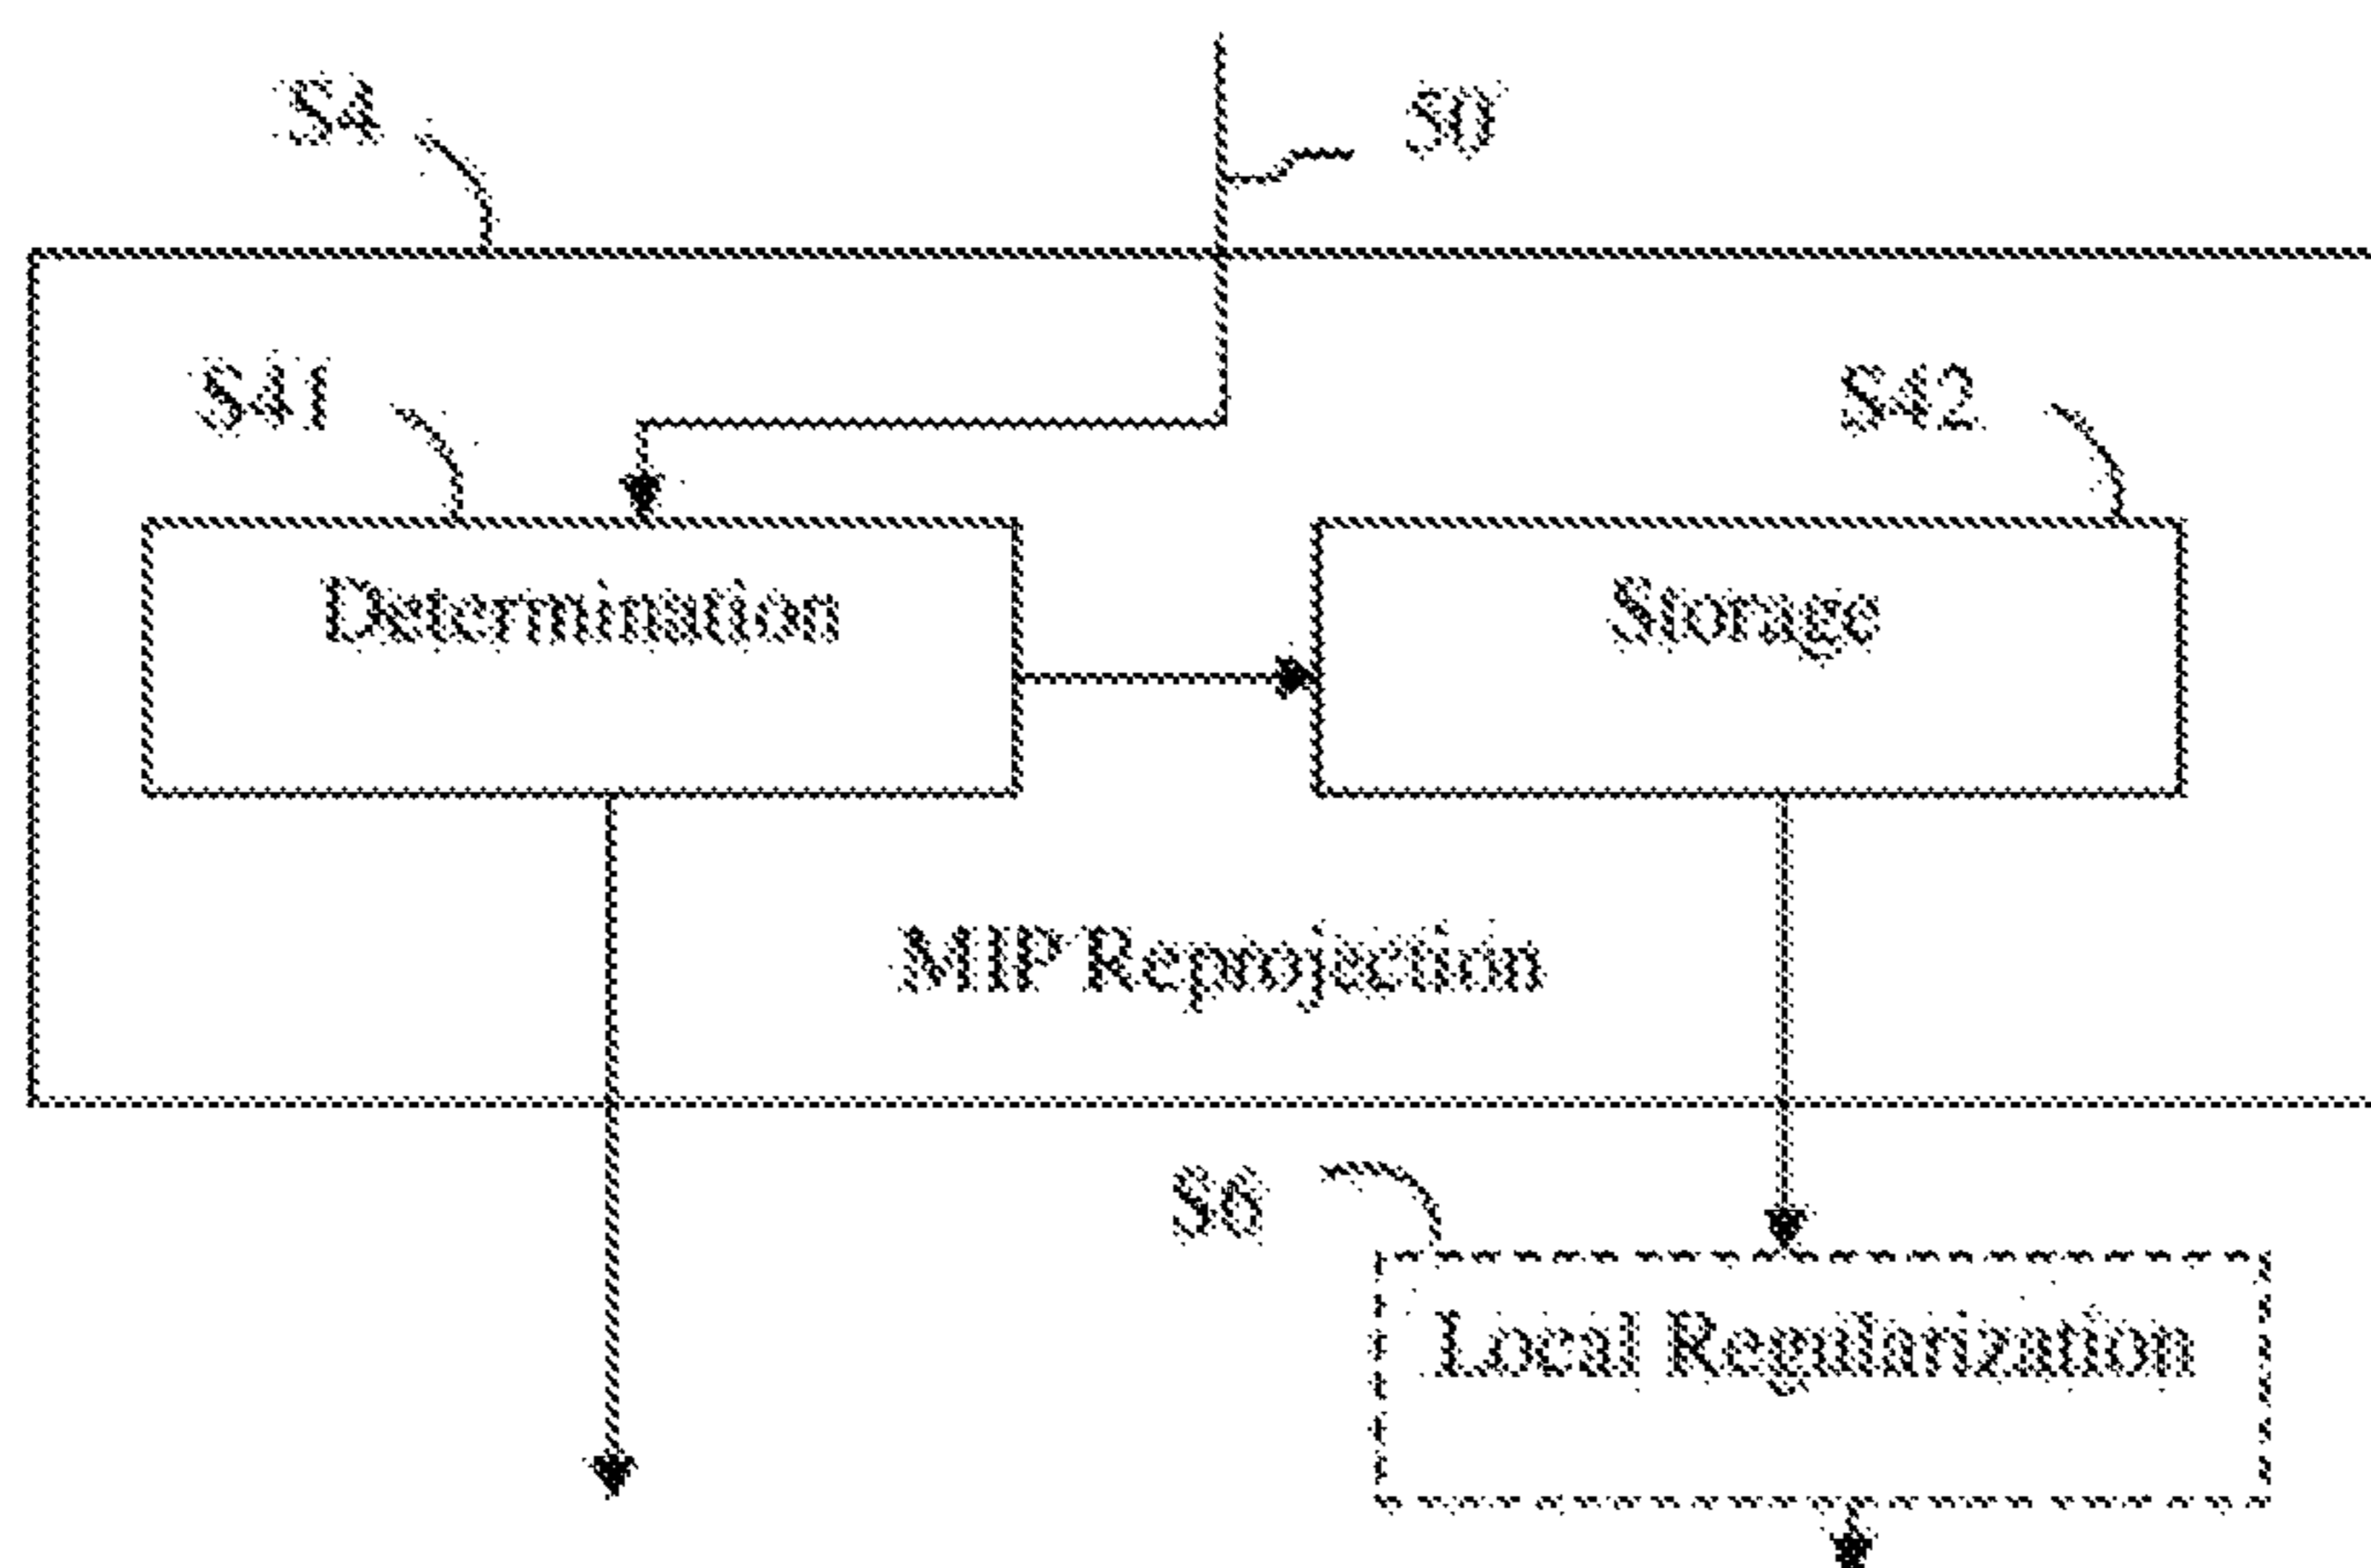 S4
S0
S41
S42
Determination
Storage
MIP Reprojection
S6
Local Regularization